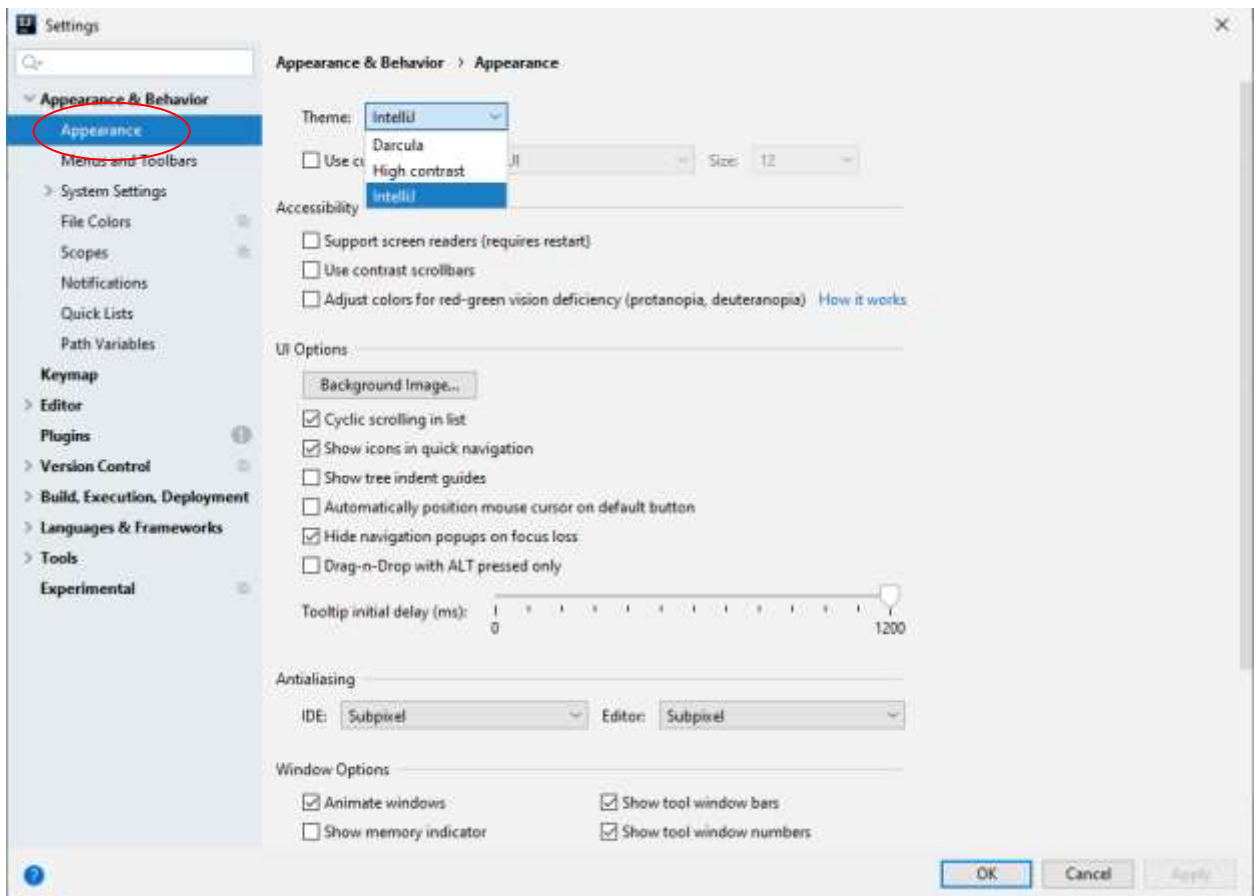 Settings
Appearance & Behavior › Appearance
Appearance & Behavior
Appearance
Menus and Toolbars
System Settings
File Colors
Scopes
Notifications
Quick Lists
Path Variables
Keymap
Editor
Plugins 1
Version Control
Build, Execution, Deployment
Languages & Frameworks
Tools
Experimental
Theme: IntelliJ
Darcula
High contrast
IntelliJ
Use cu UI Size: 12
Accessibility
Support screen readers (requires restart)
Use contrast scrollbars
Adjust colors for red-green vision deficiency (protanopia, deuteranopia) How it works
UI Options
Background Image...
Cyclic scrolling in list
Show icons in quick navigation
Show tree indent guides
Automatically position mouse cursor on default button
Hide navigation popups on focus loss
Drag-n-Drop with ALT pressed only
Tooltip initial delay (ms):
0 1200
Antialiasing
IDE: Subpixel Editor: Subpixel
Window Options
Animate windows Show tool window bars
Show memory indicator Show tool window numbers
? OK Cancel Apply